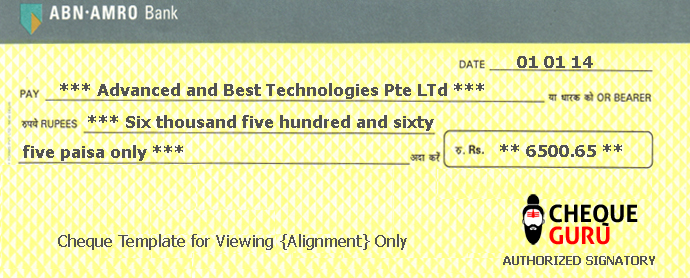 ABN·AMRO Bank
DATE 01 01 14
PAY *** Advanced and Best Technologies Pte LTd *** या धारक को OR BEARER
रुपये RUPEES *** Six thousand five hundred and sixty
five paisa only *** अदा करें रु. Rs. ** 6500.65 **
CHEQUE
GURU
Cheque Template for Viewing {Alignment} Only
AUTHORIZED SIGNATORY